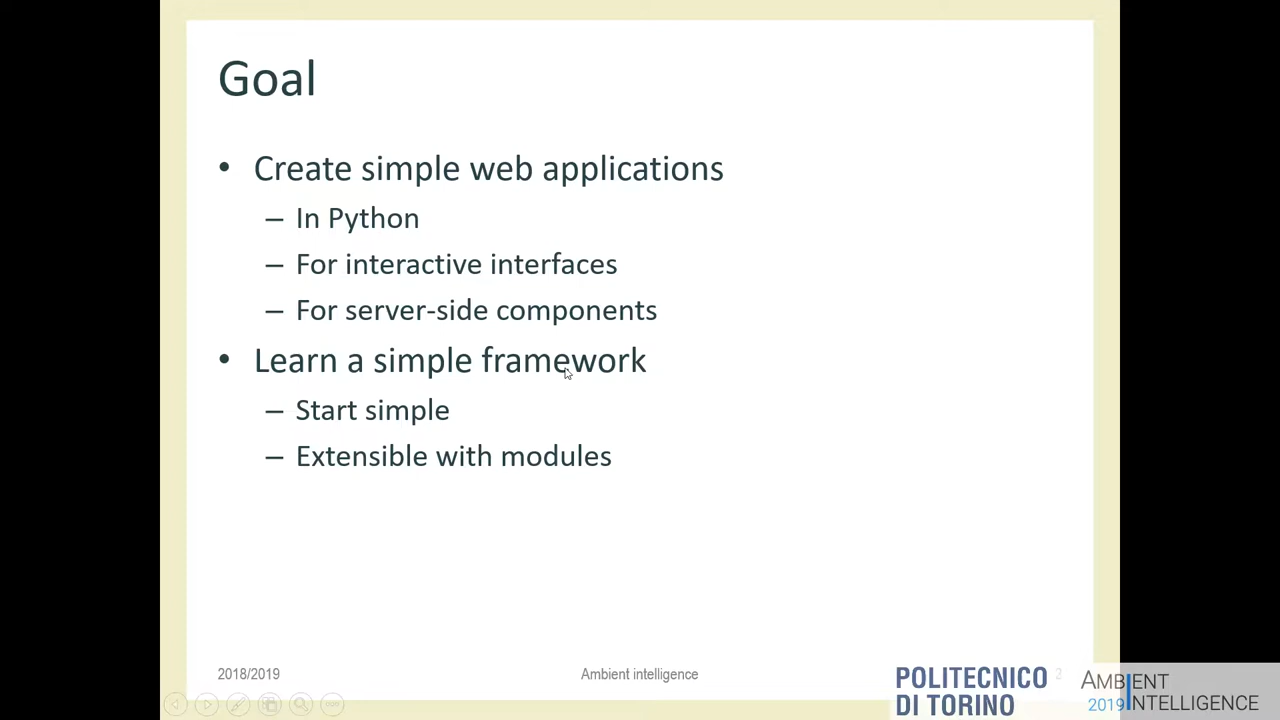 Goal
• Create simple web applications
– In Python
– For interactive interfaces
– For server-side components
• Learn a simple framework
– Start simple
– Extensible with modules
2018/2019
Ambient intelligence
2
POLITECNICO
DI TORINO
AMBIENT
2019 INTELLIGENCE